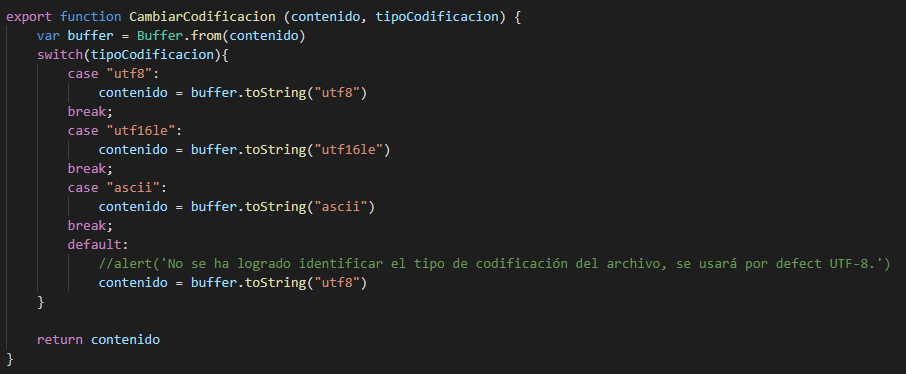 export function CambiarCodificacion (contenido, tipoCodificacion) {
    var buffer = Buffer.from(contenido)
    switch(tipoCodificacion){
        case "utf8":
            contenido = buffer.toString("utf8")
        break;
        case "utf16le":
            contenido = buffer.toString("utf16le")
        break;
        case "ascii":
            contenido = buffer.toString("ascii")
        break;
        default:
            //alert('No se ha logrado identificar el tipo de codificación del archivo, se usará por defect UTF-8.')
            contenido = buffer.toString("utf8")
    }

    return contenido
}